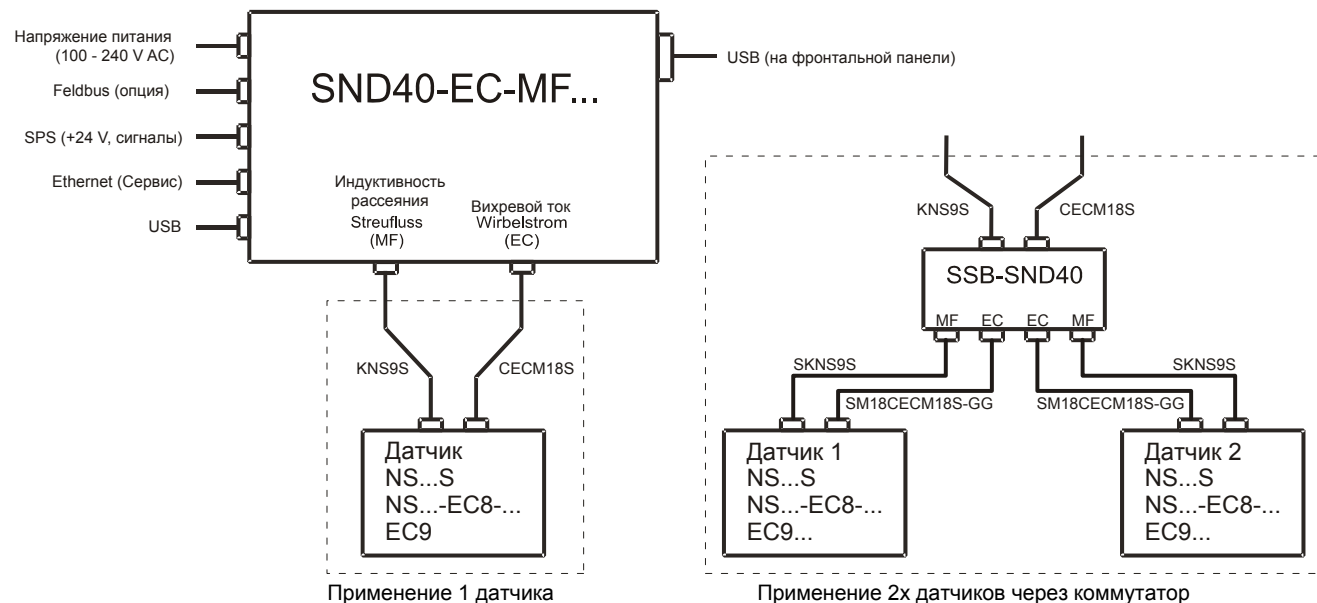 Напряжение питания
(100 - 240 V AC)
Feldbus (опция)
SPS (+24 V, сигналы)
Ethernet (Сервис)
USB
SND40-EC-MF...
USB (на фронтальной панели)
Индуктивность
рассеяния
Streufluss
(MF)
Вихревой ток
Wirbelstrom
(EC)
KNS9S
CECM18S
Датчик
NS...S
NS...-EC8-...
EC9
Применение 1 датчика
KNS9S
CECM18S
SSB-SND40
MF
EC
EC
MF
SKNS9S
SKNS9S
SM18CECM18S-GG
SM18CECM18S-GG
Датчик 1
NS...S
NS...-EC8-...
EC9...
Датчик 2
NS...S
NS...-EC8-...
EC9...
Применение 2х датчиков через коммутатор